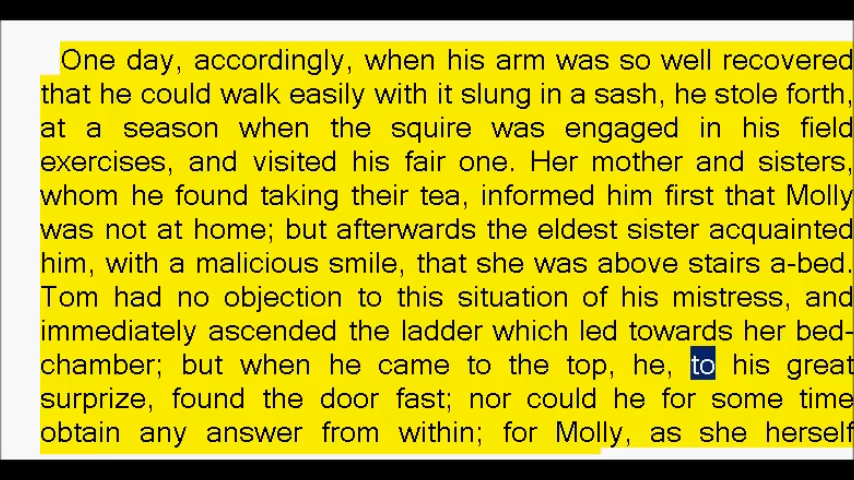 One day, accordingly, when his arm was so well recovered
that he could walk easily with it slung in a sash, he stole forth,
at a season when the squire was engaged in his field
exercises, and visited his fair one. Her mother and sisters,
whom he found taking their tea, informed him first that Molly
was not at home; but afterwards the eldest sister acquainted
him, with a malicious smile, that she was above stairs a-bed.
Tom had no objection to this situation of his mistress, and
immediately ascended the ladder which led towards her bed-
chamber; but when he came to the top, he, to his great
surprize, found the door fast; nor could he for some time
obtain any answer from within; for Molly, as she herself